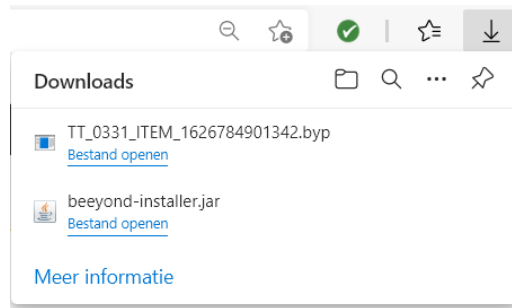 Downloads
TT_0331_ITEM_1626784901342.byp
Bestand openen
beeyond-installer.jar
Bestand openen
Meer informatie